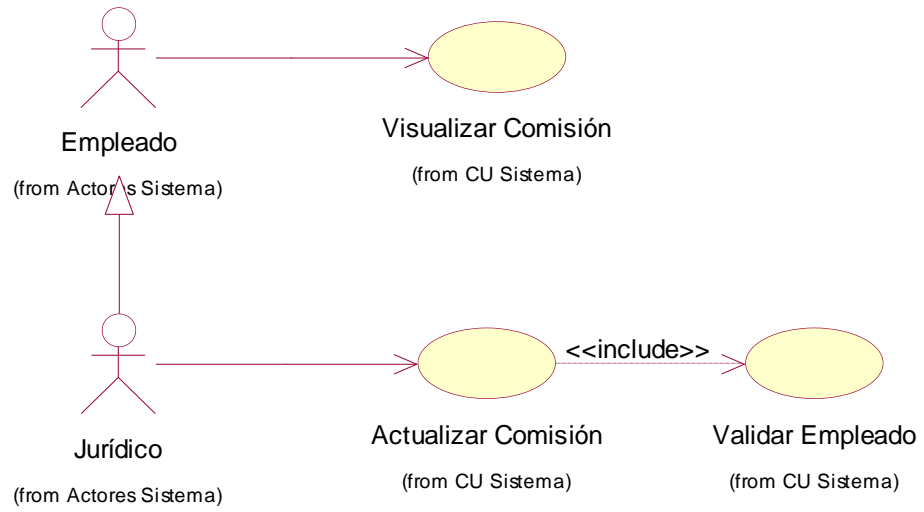 Empleado
(from Actores Sistema)
Visualizar Comisión
(from CU Sistema)
<<include>>
Jurídico
(from Actores Sistema)
Actualizar Comisión
(from CU Sistema)
Validar Empleado
(from CU Sistema)